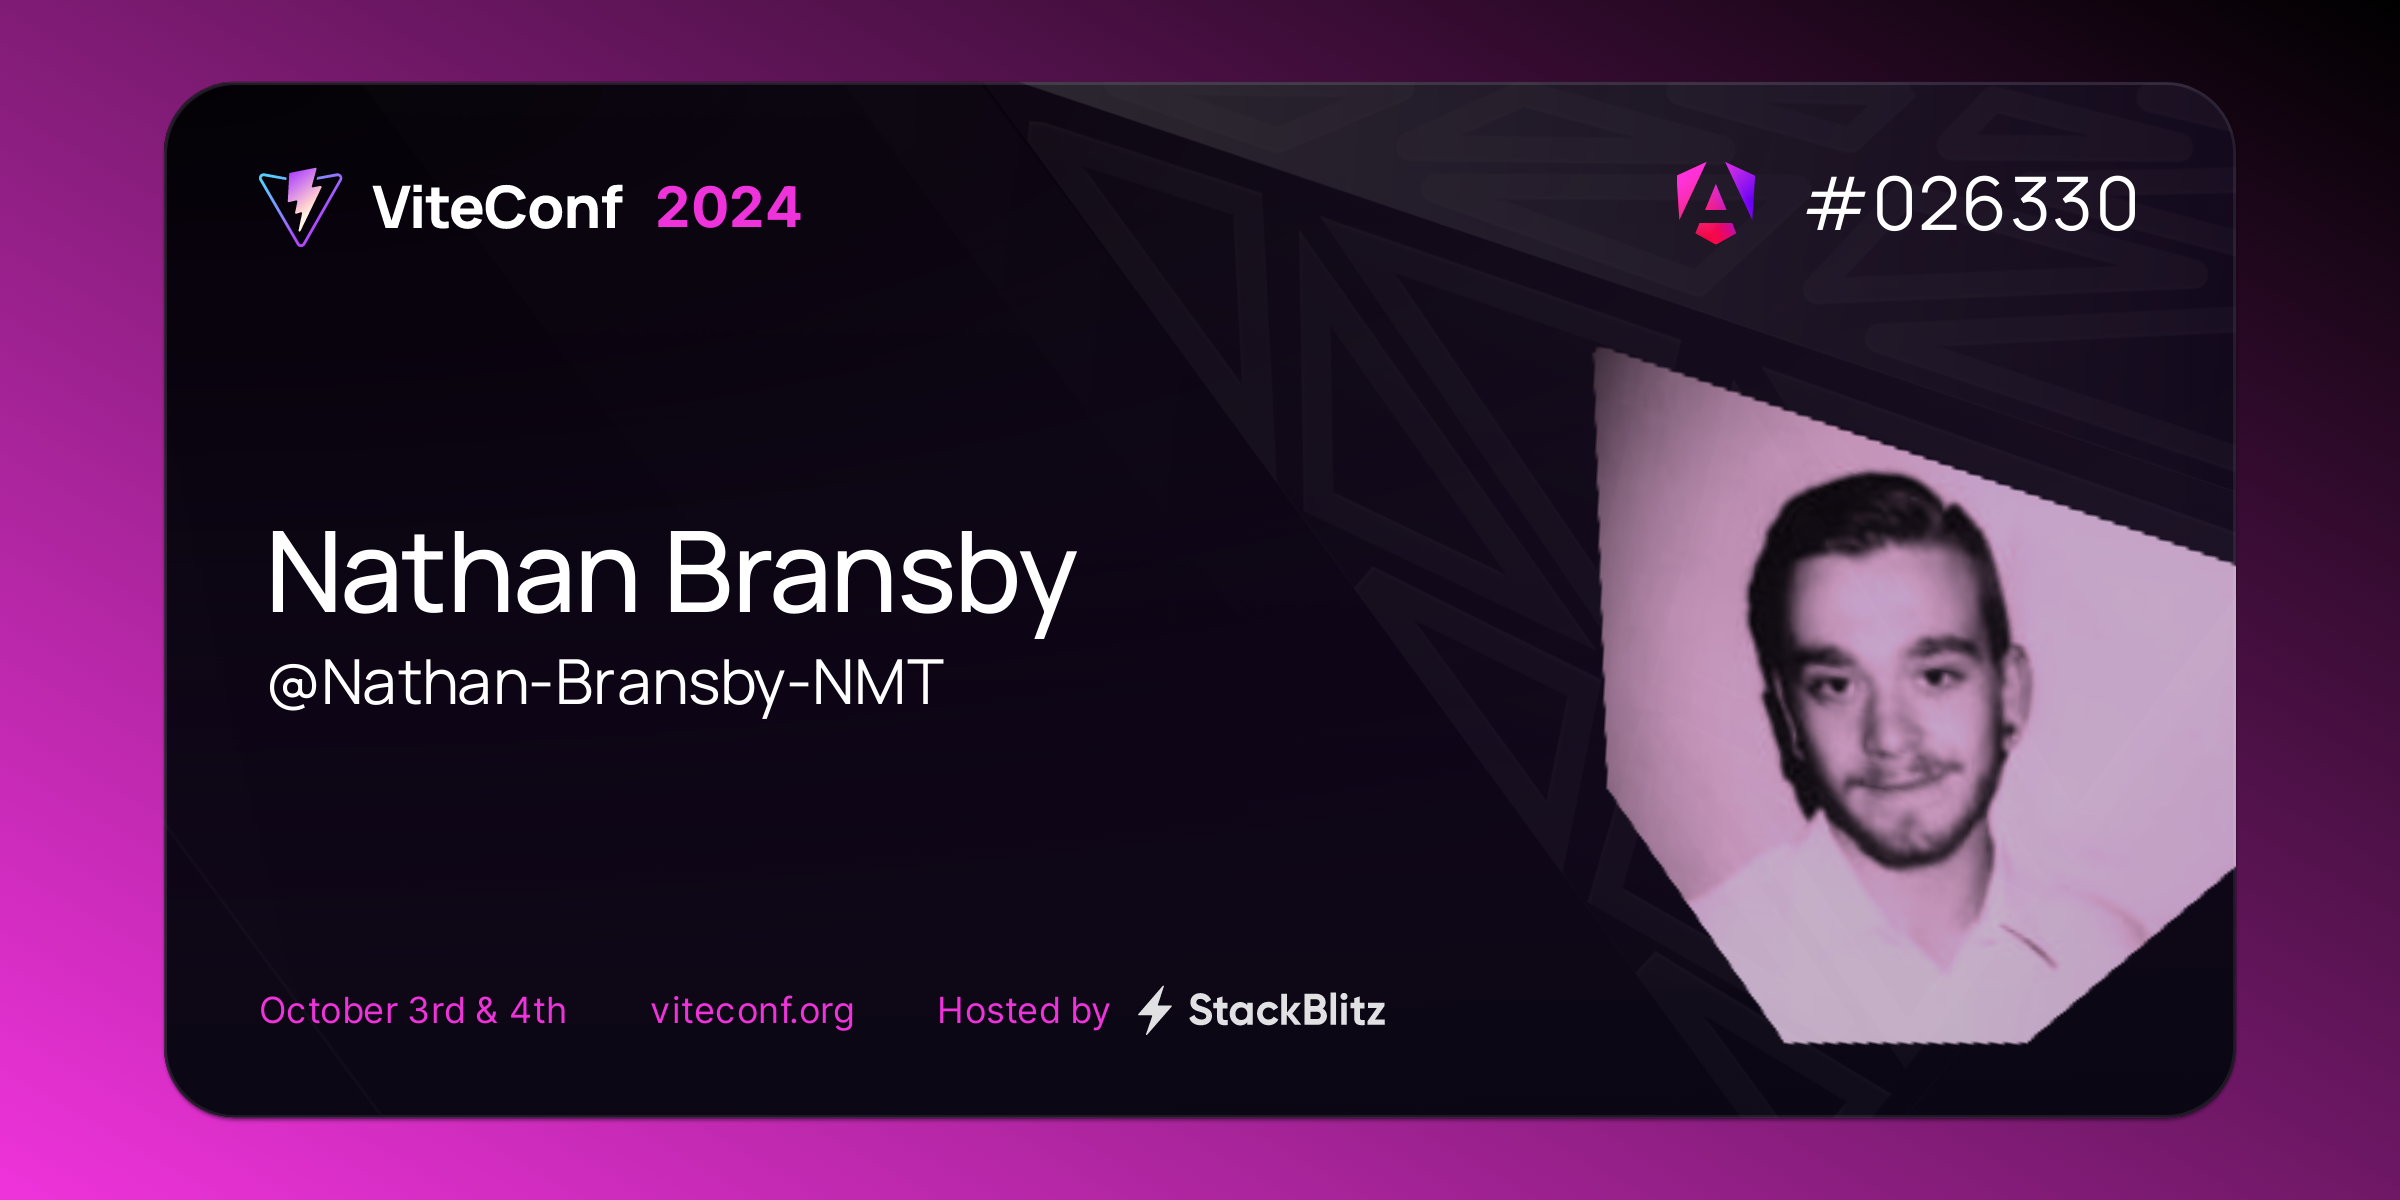 ViteConf 2024
#026330
Nathan Bransby
@Nathan-Bransby-NMT
October 3rd & 4th
viteconf.org
Hosted by StackBlitz